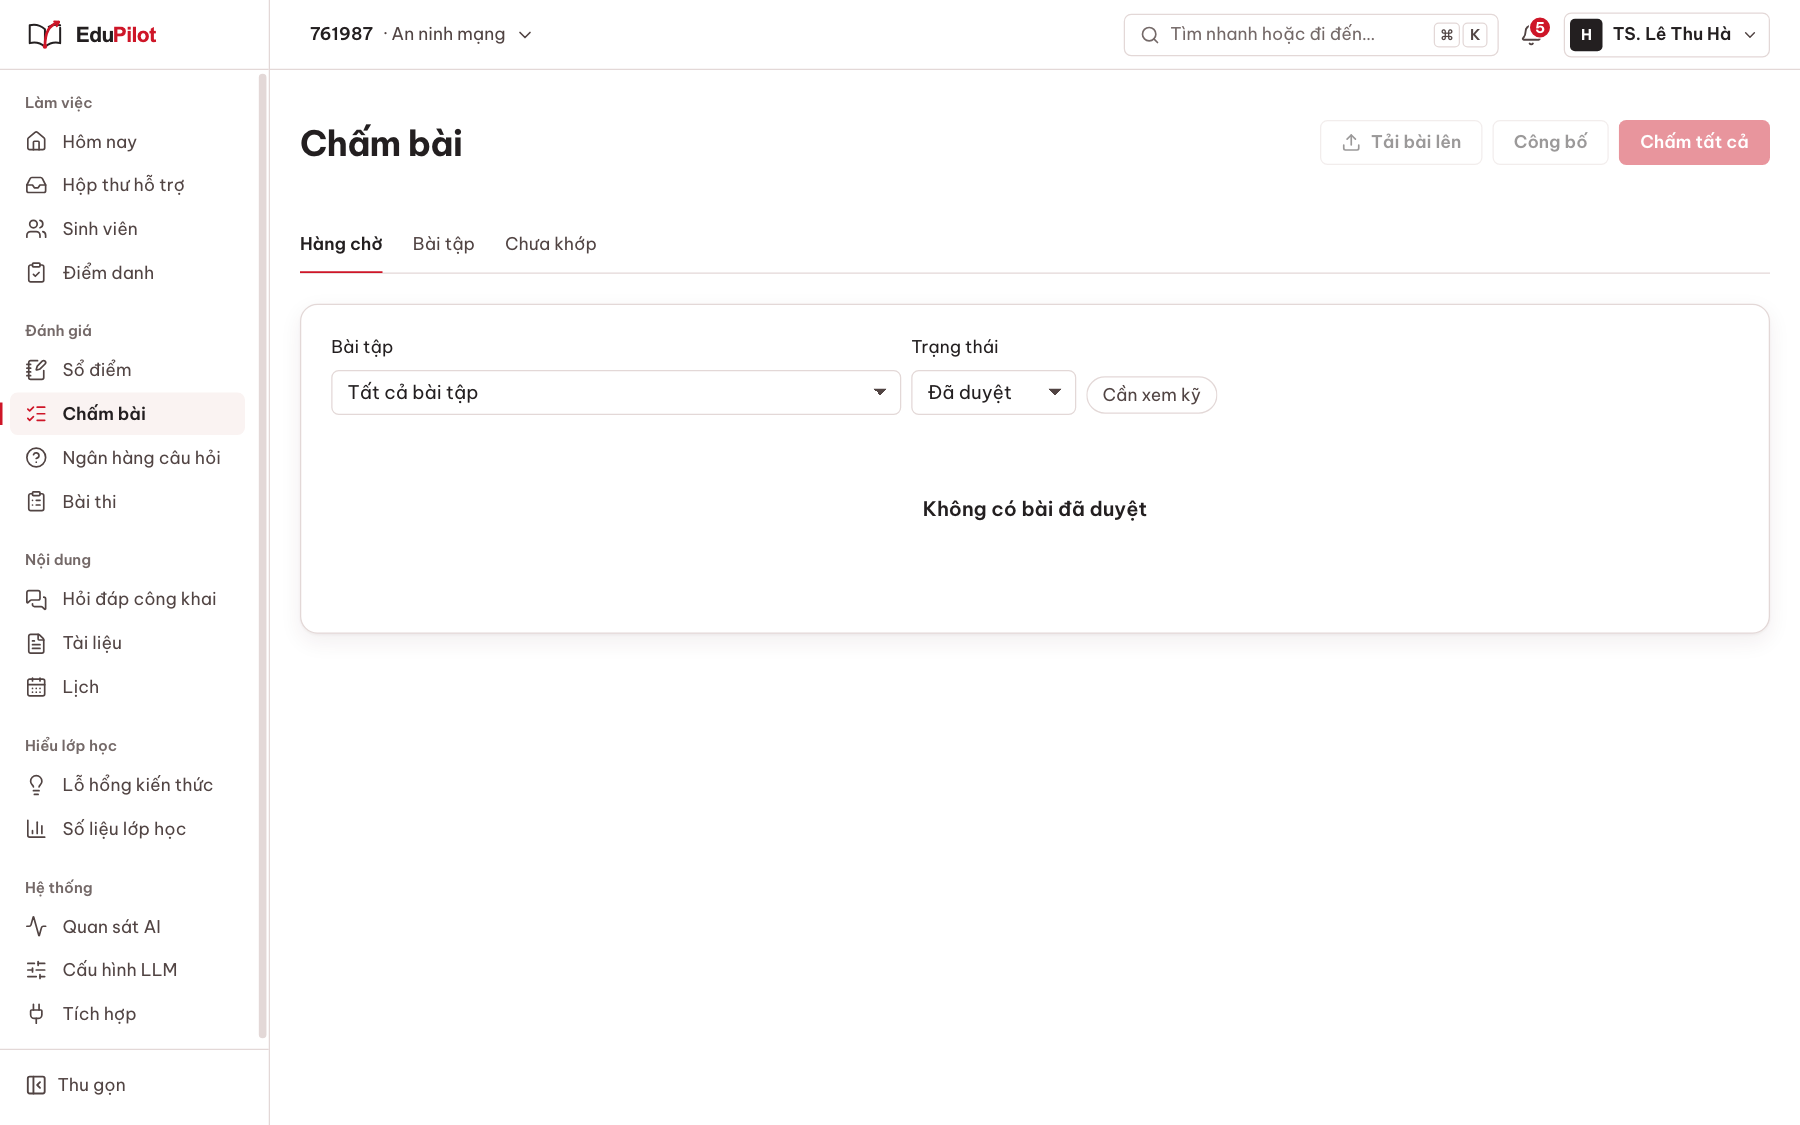 EduPilot
761987 · An ninh mạng
Tìm nhanh hoặc đi đến...
⌘ K
5
H
TS. Lê Thu Hà
Làm việc
Hôm nay
Hộp thư hỗ trợ
Sinh viên
Điểm danh
Đánh giá
Sổ điểm
Chấm bài
Ngân hàng câu hỏi
Bài thi
Nội dung
Hỏi đáp công khai
Tài liệu
Lịch
Hiểu lớp học
Lỗ hổng kiến thức
Số liệu lớp học
Hệ thống
Quan sát AI
Cấu hình LLM
Tích hợp
Thu gọn
Chấm bài
Tải bài lên
Công bố
Chấm tất cả
Hàng chờ
Bài tập
Chưa khớp
Bài tập
Trạng thái
Tất cả bài tập
Đã duyệt
Cần xem kỹ
Không có bài đã duyệt